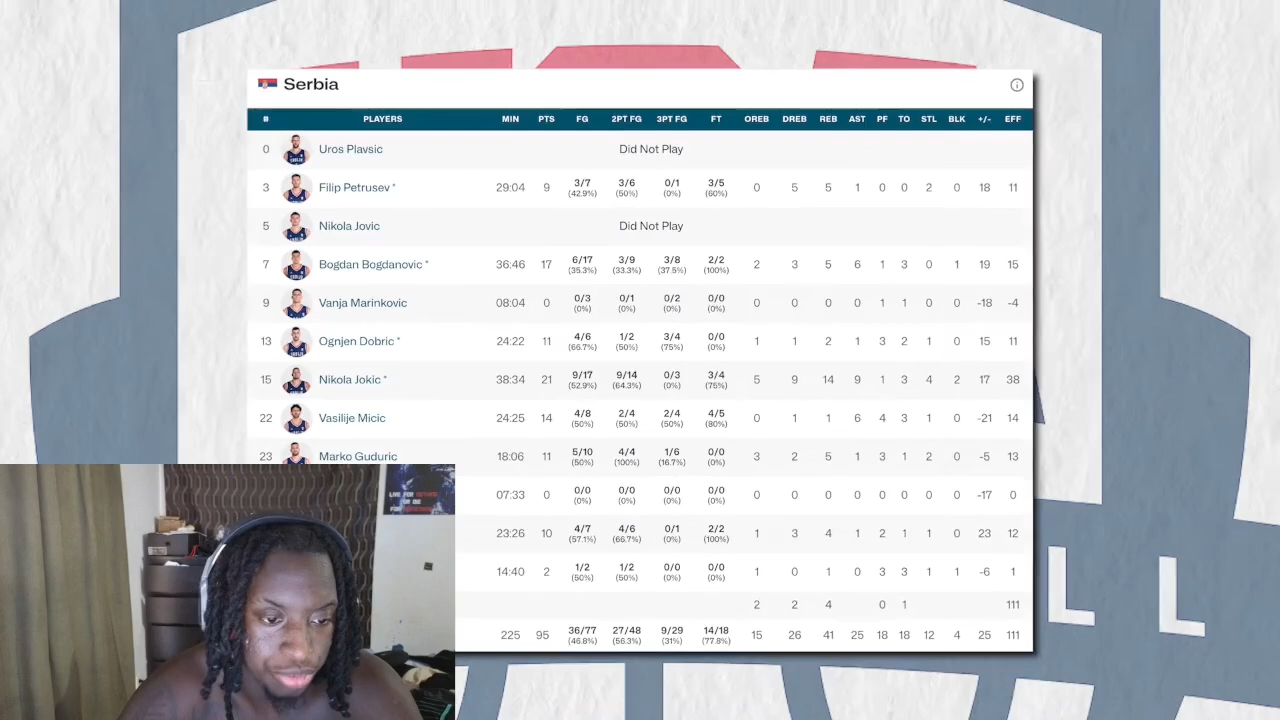 Serbia
# PLAYERS MIN PTS FG 2PT FG 3PT FG FT OREB DREB REB AST PF TO STL BLK +/- EFF
0 Uros Plavsic Did Not Play
3 Filip Petrusev * 29:04 9 3/7 (42.9%) 3/6 (50%) 0/1 (0%) 3/5 (60%) 0 5 5 1 0 0 2 0 18 11
5 Nikola Jovic Did Not Play
7 Bogdan Bogdanovic * 36:46 17 6/17 (35.3%) 3/9 (33.3%) 3/8 (37.5%) 2/2 (100%) 2 3 5 6 1 3 0 1 19 15
9 Vanja Marinkovic 08:04 0 0/3 (0%) 0/1 (0%) 0/2 (0%) 0/0 (0%) 0 0 0 0 1 1 0 0 -18 -4
13 Ognjen Dobric * 24:22 11 4/6 (66.7%) 1/2 (50%) 3/4 (75%) 0/0 (0%) 1 1 2 1 3 2 1 0 15 11
15 Nikola Jokic * 38:34 21 9/17 (52.9%) 9/14 (64.3%) 0/3 (0%) 3/4 (75%) 5 9 14 9 1 3 4 2 17 38
22 Vasilije Micic 24:25 14 4/8 (50%) 2/4 (50%) 2/4 (50%) 4/5 (80%) 0 1 1 6 4 3 1 0 -21 14
23 Marko Guduric 18:06 11 5/10 (50%) 4/4 (100%) 1/6 (16.7%) 0/0 (0%) 3 2 5 1 3 1 2 0 -5 13
07:33 0 0/0 (0%) 0/0 (0%) 0/0 (0%) 0/0 (0%) 0 0 0 0 0 0 0 0 -17 0
23:26 10 4/7 (57.1%) 4/6 (66.7%) 0/1 (0%) 2/2 (100%) 1 3 4 1 2 1 1 0 23 12
14:40 2 1/2 (50%) 1/2 (50%) 0/0 (0%) 0/0 (0%) 1 0 1 0 3 3 1 1 -6 1
2 2 4 0 1 111
225 95 36/77 (46.8%) 27/48 (56.3%) 9/29 (31%) 14/18 (77.8%) 15 26 41 25 18 18 12 4 25 111
LIVE FOR
OR DIE
FOR
L L